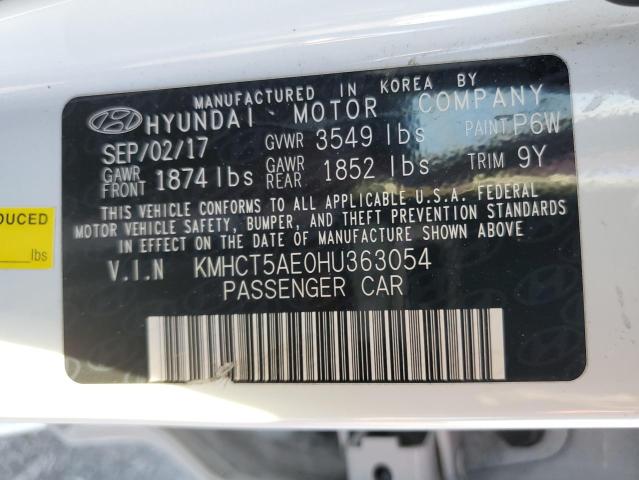 MANUFACTURED IN KOREA BY
HYUNDAI MOTOR COMPANY
SEP/02/17 GVWR 3549 lbs PAINT P6W
GAWR FRONT 1874 lbs GAWR REAR 1852 lbs TRIM 9Y
THIS VEHICLE CONFORMS TO ALL APPLICABLE U.S.A. FEDERAL
MOTOR VEHICLE SAFETY, BUMPER, AND THEFT PREVENTION STANDARDS
IN EFFECT ON THE DATE OF MANUFACTURE SHOWN ABOVE
V.I.N KMHCT5AE0HU363054
PASSENGER CAR
DUCED
lbs